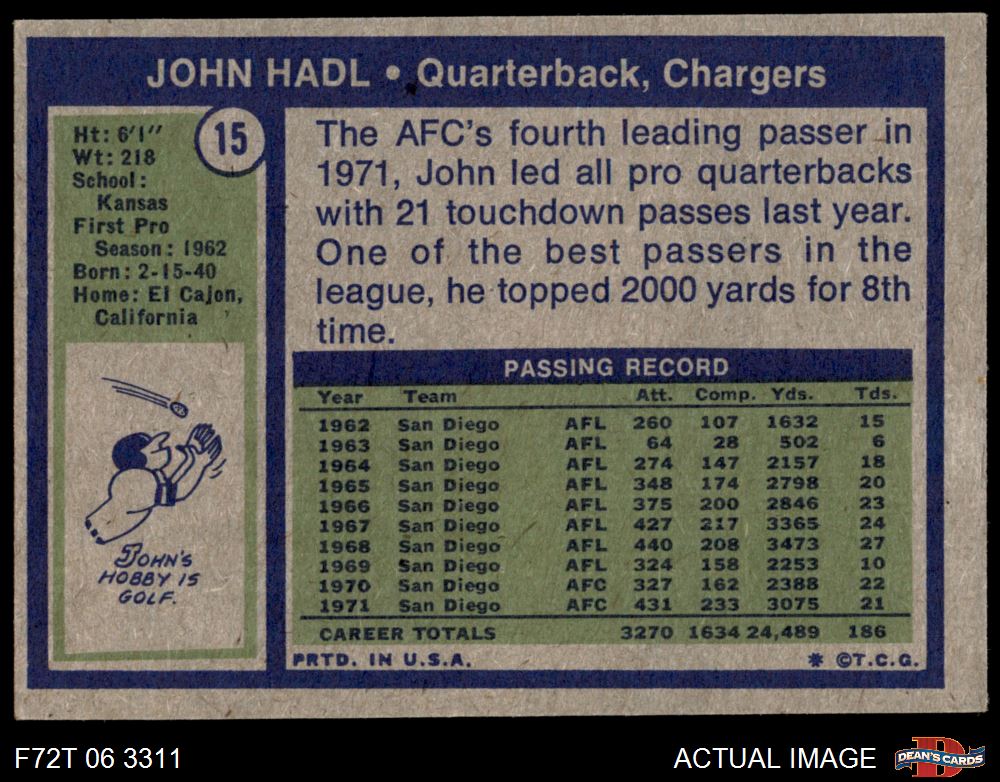 JOHN HADL • Quarterback, Chargers
15
Ht: 6'1"
Wt: 218
School:
Kansas
First Pro
Season: 1962
Born: 2-15-40
Home: El Cajon,
California
The AFC's fourth leading passer in
1971, John led all pro quarterbacks
with 21 touchdown passes last year.
One of the best passers in the
league, he topped 2000 yards for 8th
time.
JOHN'S
HOBBY IS
GOLF.
PASSING RECORD
Year Team Att. Comp. Yds. Tds.
1962 San Diego AFL 260 107 1632 15
1963 San Diego AFL 64 28 502 6
1964 San Diego AFL 274 147 2157 18
1965 San Diego AFL 348 174 2798 20
1966 San Diego AFL 375 200 2846 23
1967 San Diego AFL 427 217 3365 24
1968 San Diego AFL 440 208 3473 27
1969 San Diego AFL 324 158 2253 10
1970 San Diego AFC 327 162 2388 22
1971 San Diego AFC 431 233 3075 21
CAREER TOTALS 3270 1634 24,489 186
PRTD. IN U.S.A. * ©T.C.G.
F72T 06 3311
ACTUAL IMAGE
D
DEAN'S CARDS